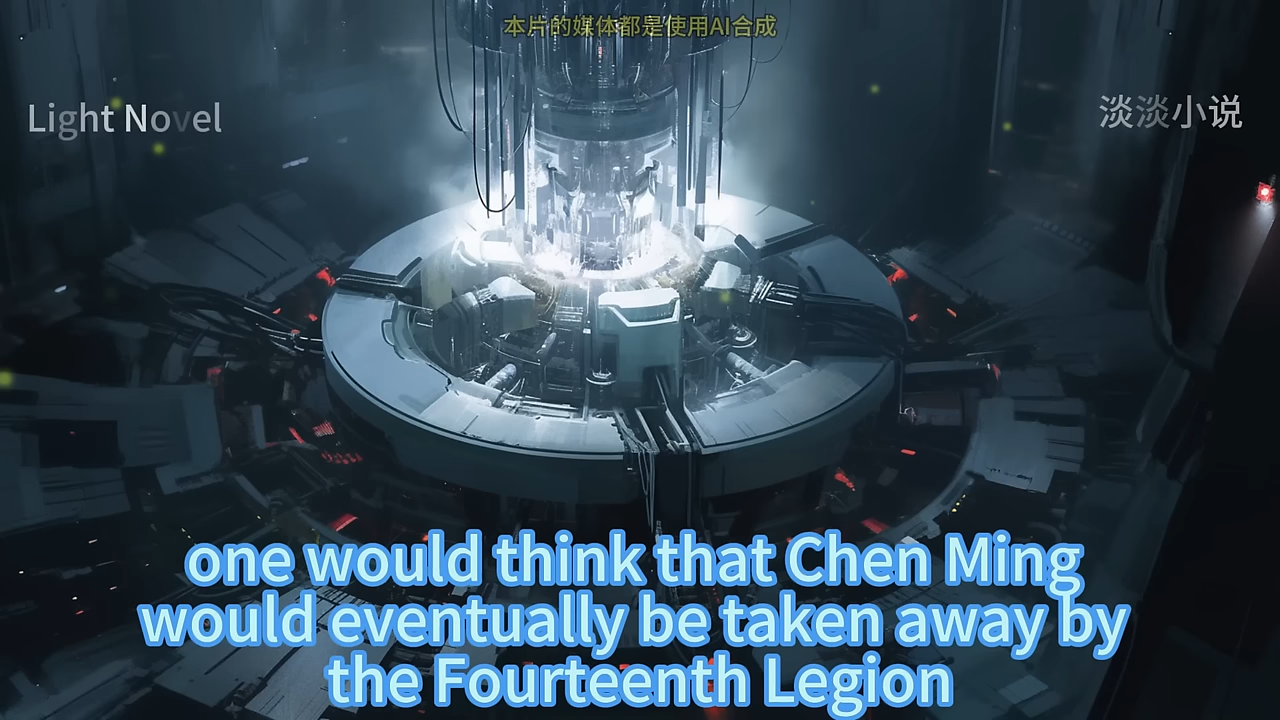 本片的媒体都是使用AI合成
Light Novel
淡淡小说
one would think that Chen Ming
would eventually be taken away by
the Fourteenth Legion